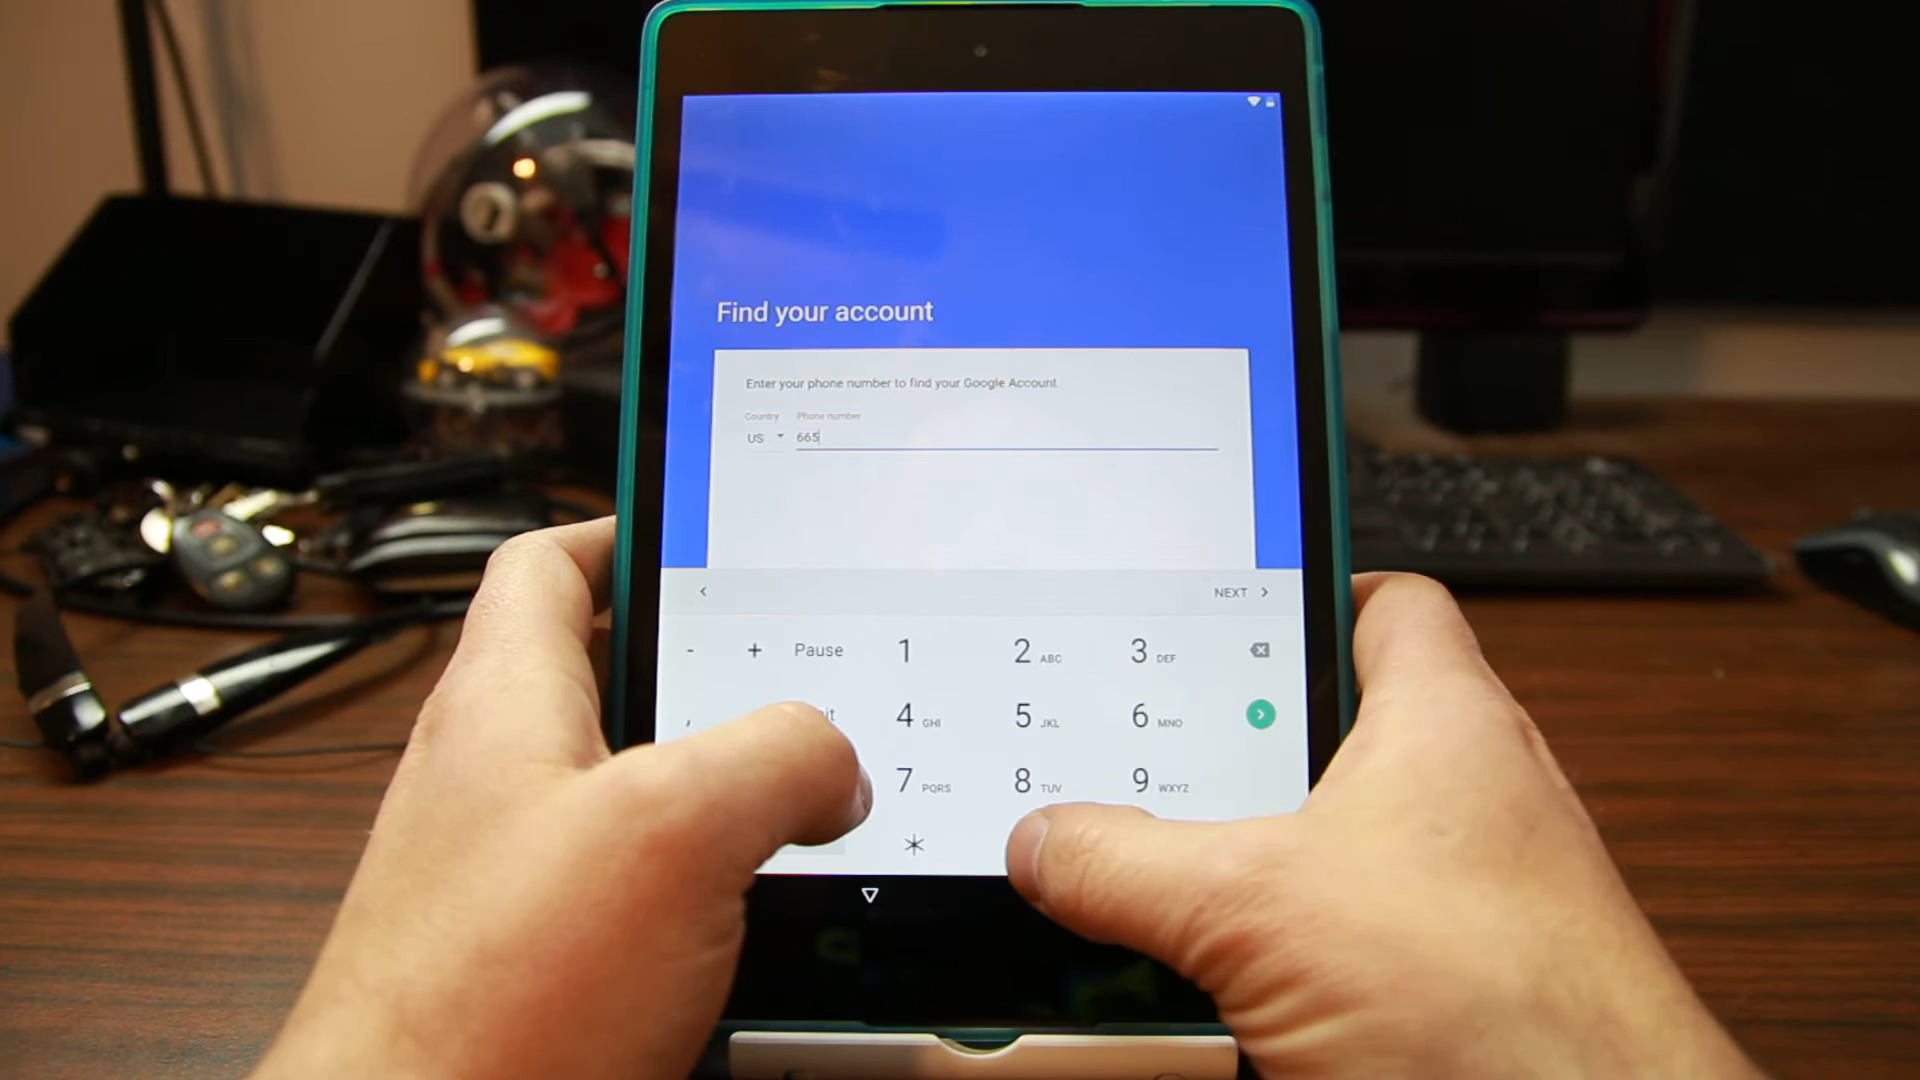 Find your account
Enter your phone number to find your Google Account
Country Phone number
US 665
NEXT
- + Pause 1 2 ABC 3 DEF
, it 4 GHI 5 JKL 6 MNO
7 PQRS 8 TUV 9 WXYZ
*